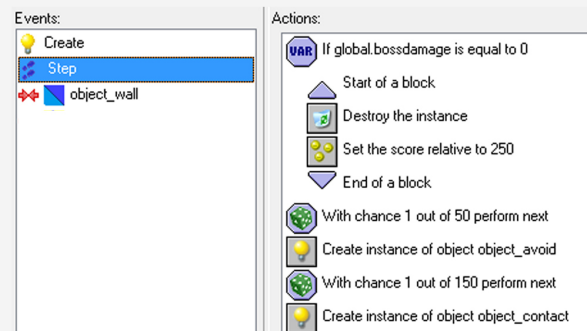 Events:
Create
Step
object_wall
Actions:
VAR If global.bossdamage is equal to 0
Start of a block
Destroy the instance
Set the score relative to 250
End of a block
With chance 1 out of 50 perform next
Create instance of object object_avoid
With chance 1 out of 150 perform next
Create instance of object object_contact